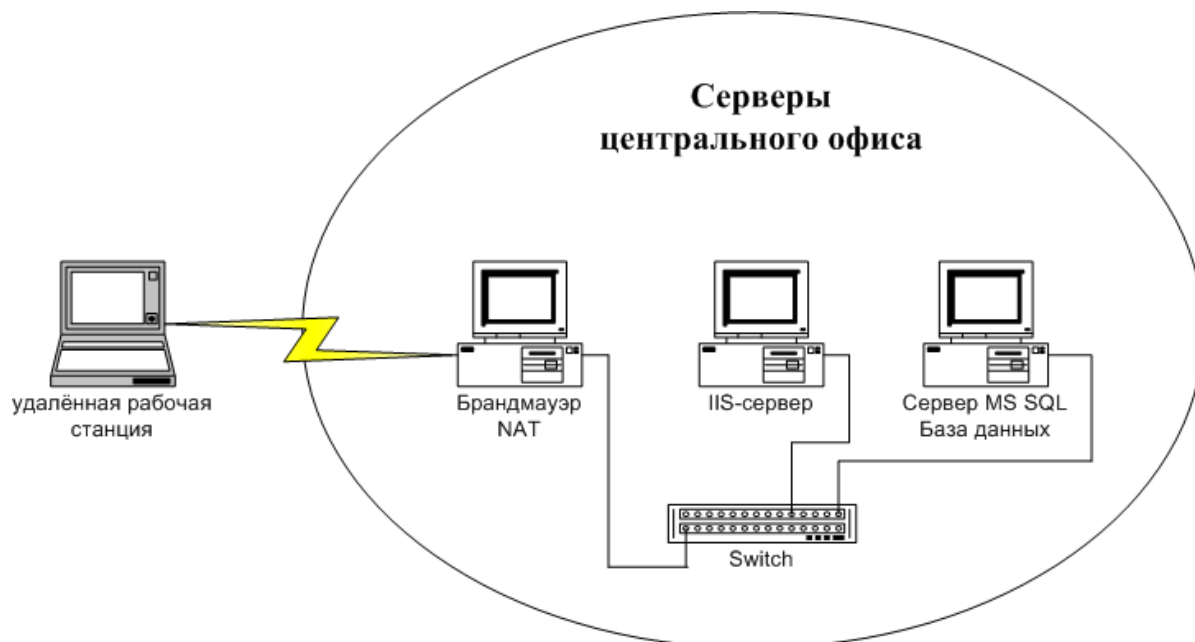 Серверы
центрального офиса
удалённая рабочая
станция
Брандмауэр
NAT
IIS-сервер
Сервер MS SQL
База данных
Switch